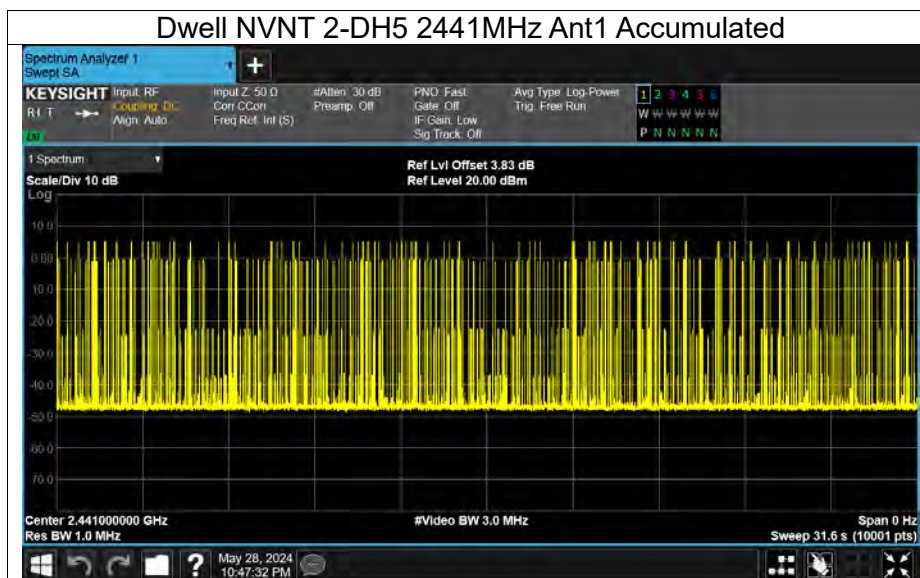 Dwell NVNT 2-DH5 2441MHz Ant1 Accumulated
Spectrum Analyzer 1
Swept SA
+
KEYSIGHT Input: RF Input Z: 50 Ω #Atten: 30 dB PNO: Fast Avg Type: Log-Power 1 2 3 4 5 6
Coupling: DC Corr CCorr Preamp: Off Gate: Off Trig: Free Run W W W W W W
Align: Auto Freq Ref: Int (S) IF Gain: Low P N N N N N
Sig Track: Off
1 Spectrum
Ref Lvl Offset 3.83 dB
Scale/Div 10 dB Ref Level 20.00 dBm
Log
10.0
0.00
-10.0
-20.0
-30.0
-40.0
-50.0
-60.0
-70.0
Center 2.441000000 GHz #Video BW 3.0 MHz Span 0 Hz
Res BW 1.0 MHz Sweep 31.6 s (10001 pts)
? May 28, 2024
10:47:32 PM